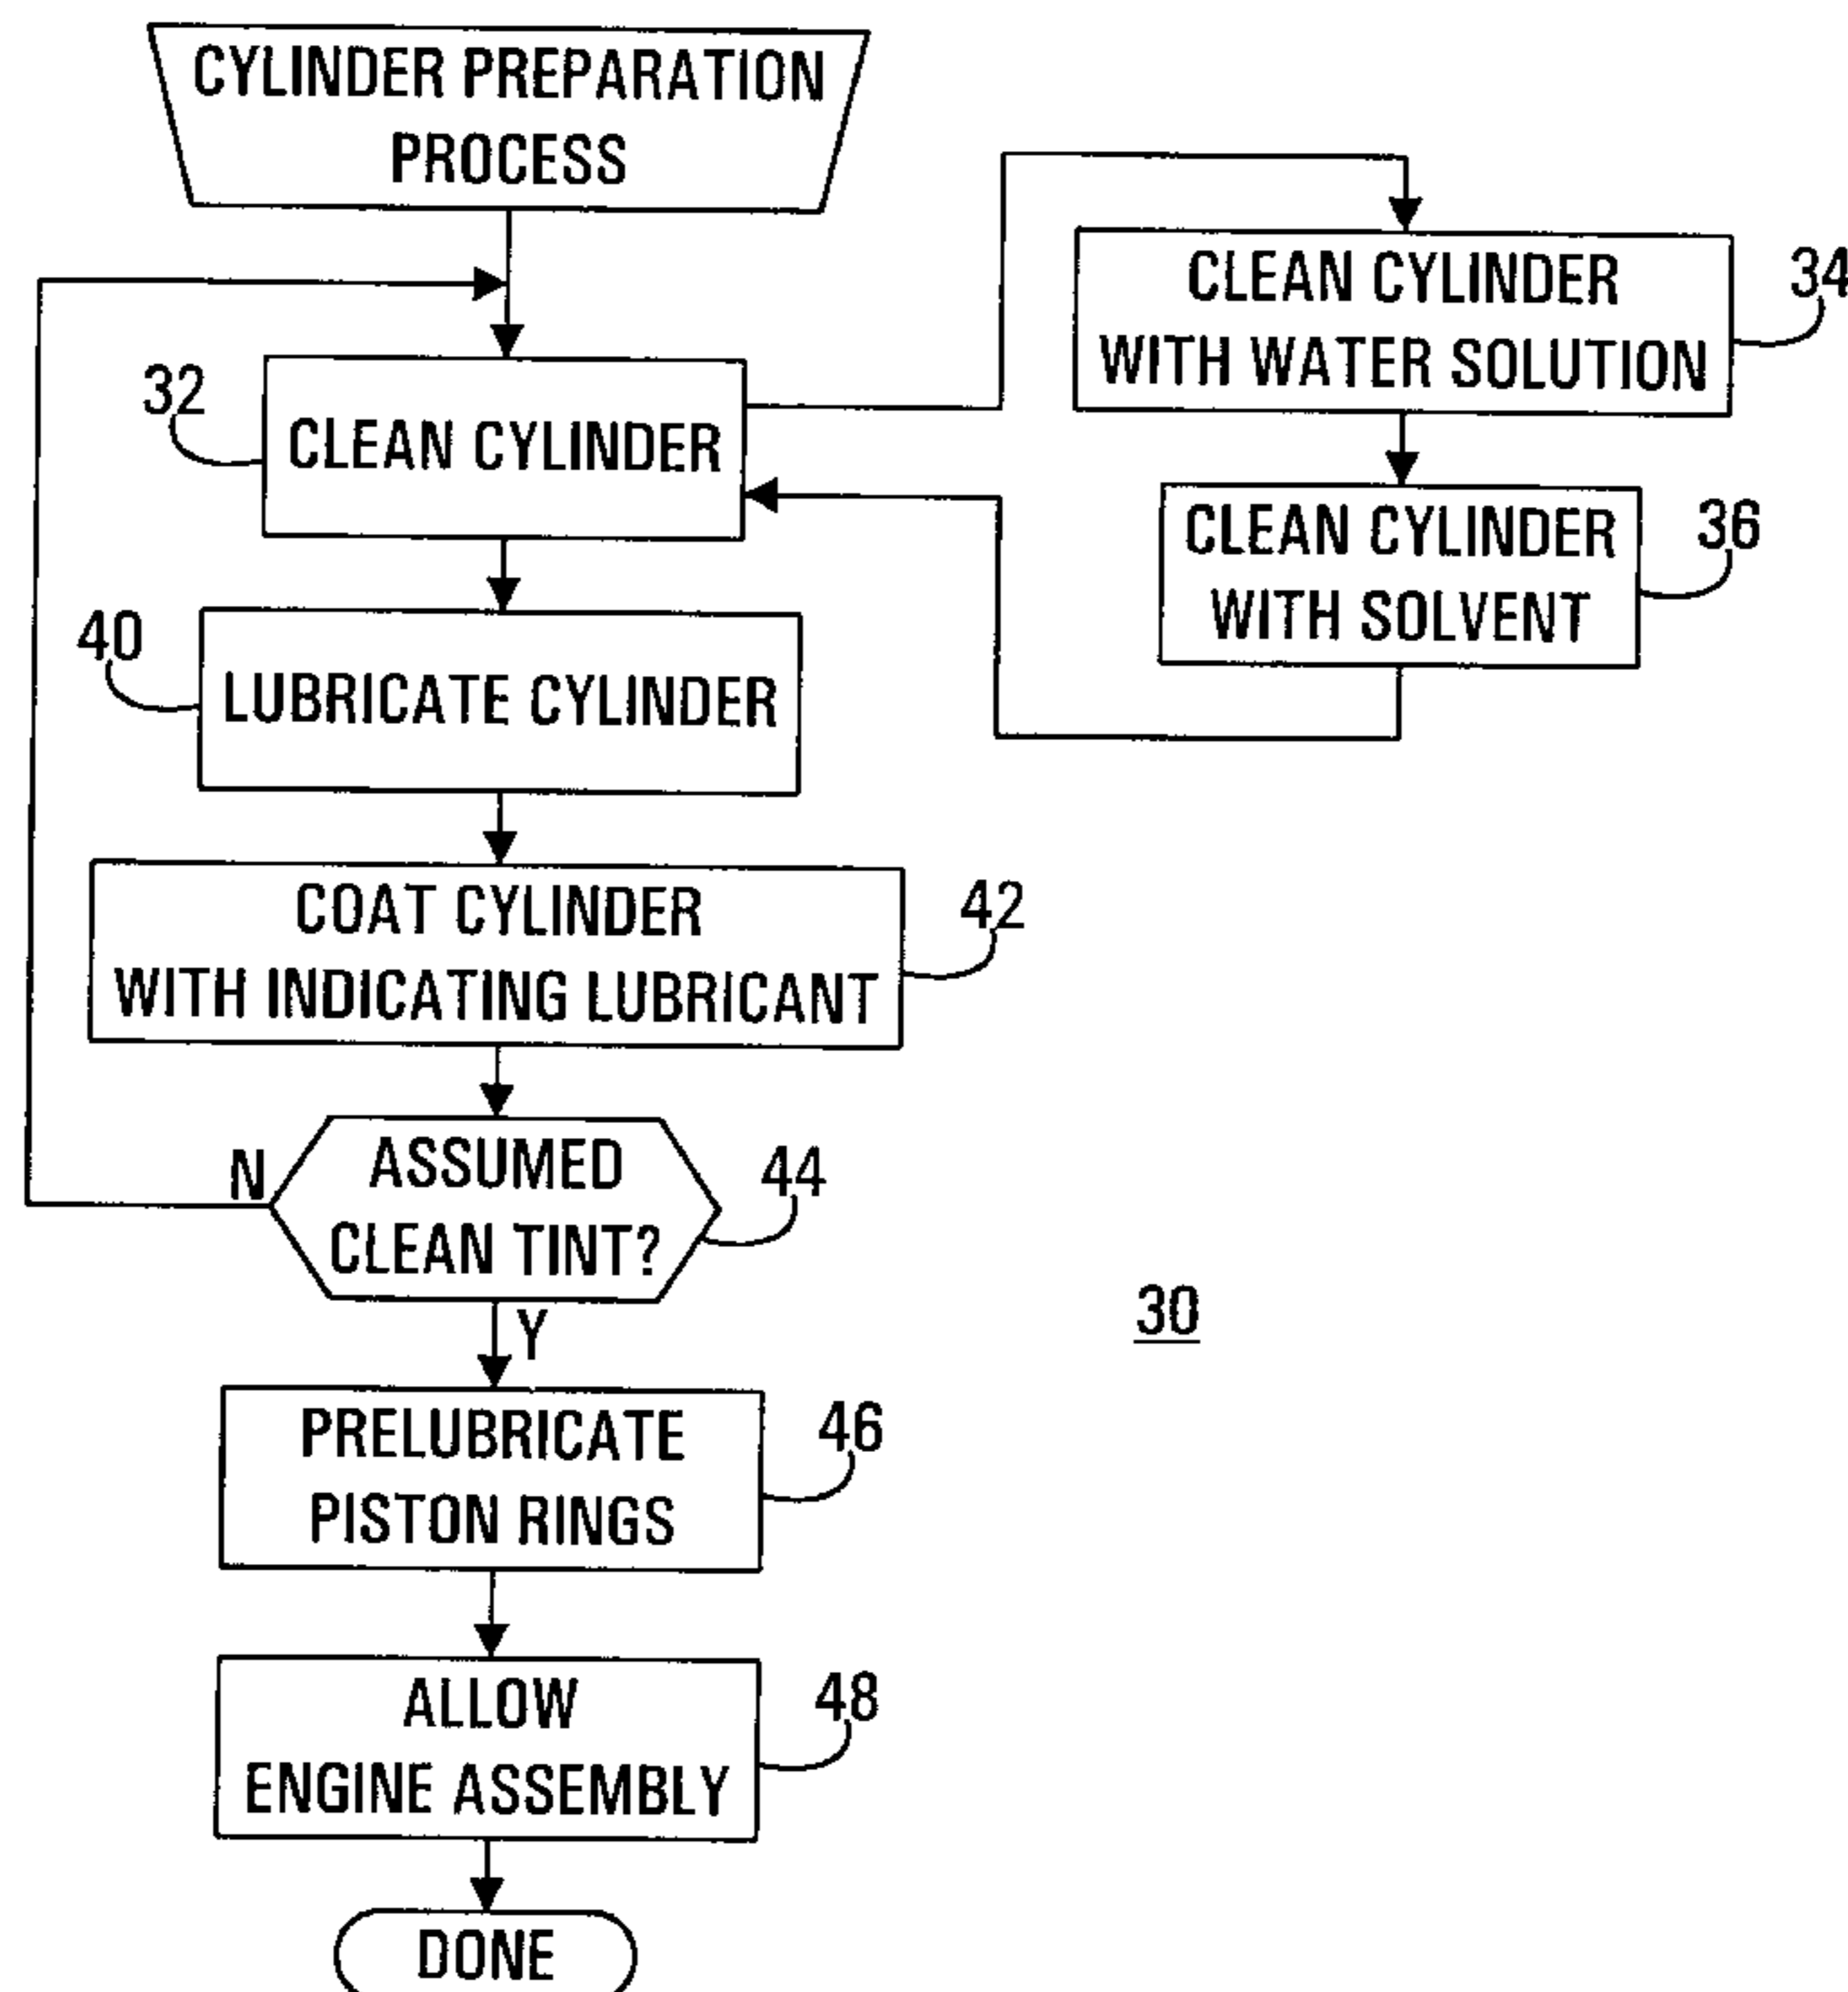 CYLINDER PREPARATION
PROCESS
CLEAN CYLINDER
WITH WATER SOLUTION
34
32
CLEAN CYLINDER
CLEAN CYLINDER
WITH SOLVENT
36
40
LUBRICATE CYLINDER
COAT CYLINDER
WITH INDICATING LUBRICANT
42
N
ASSUMED
CLEAN TINT?
44
Y
30
PRELUBRICATE
PISTON RINGS
46
ALLOW
ENGINE ASSEMBLY
48
DONE